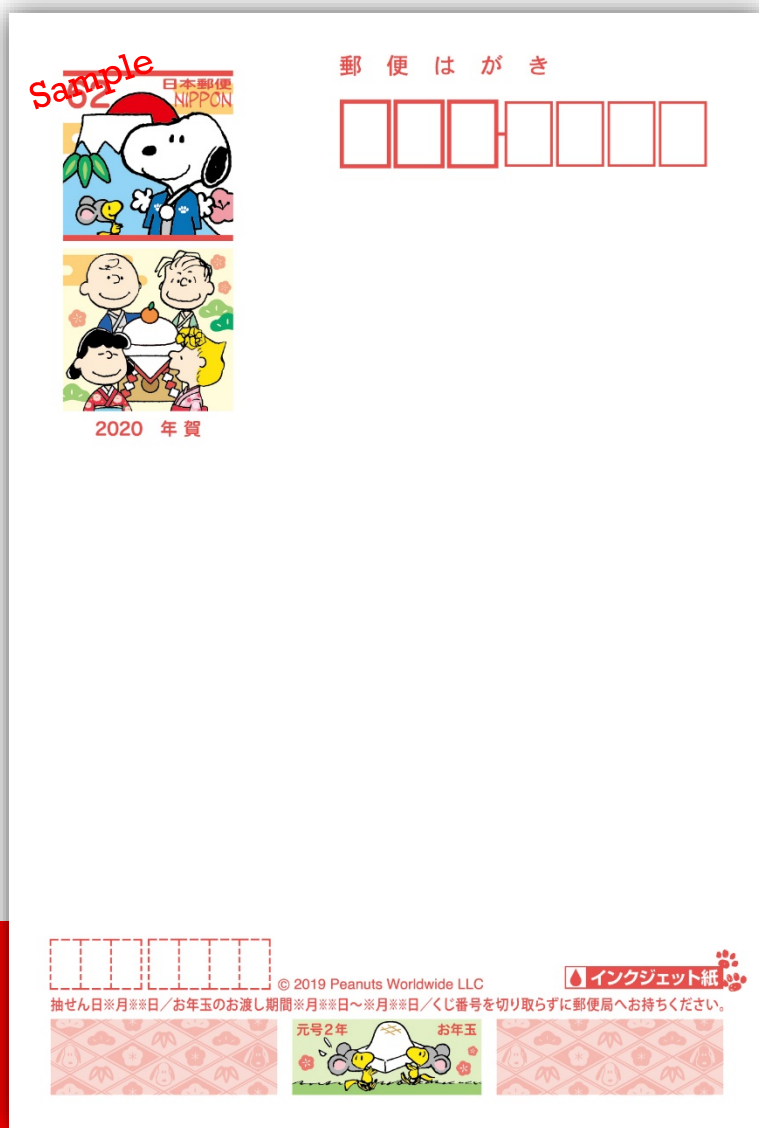 郵便はがき
Sample
62
日本郵便
NIPPON
2020 年賀
© 2019 Peanuts Worldwide LLC
インクジェット紙
抽せん日※月※※日／お年玉のお渡し期間※月※※日～※月※※日／くじ番号を切り取らずに郵便局へお持ちください。
元号2年 お年玉